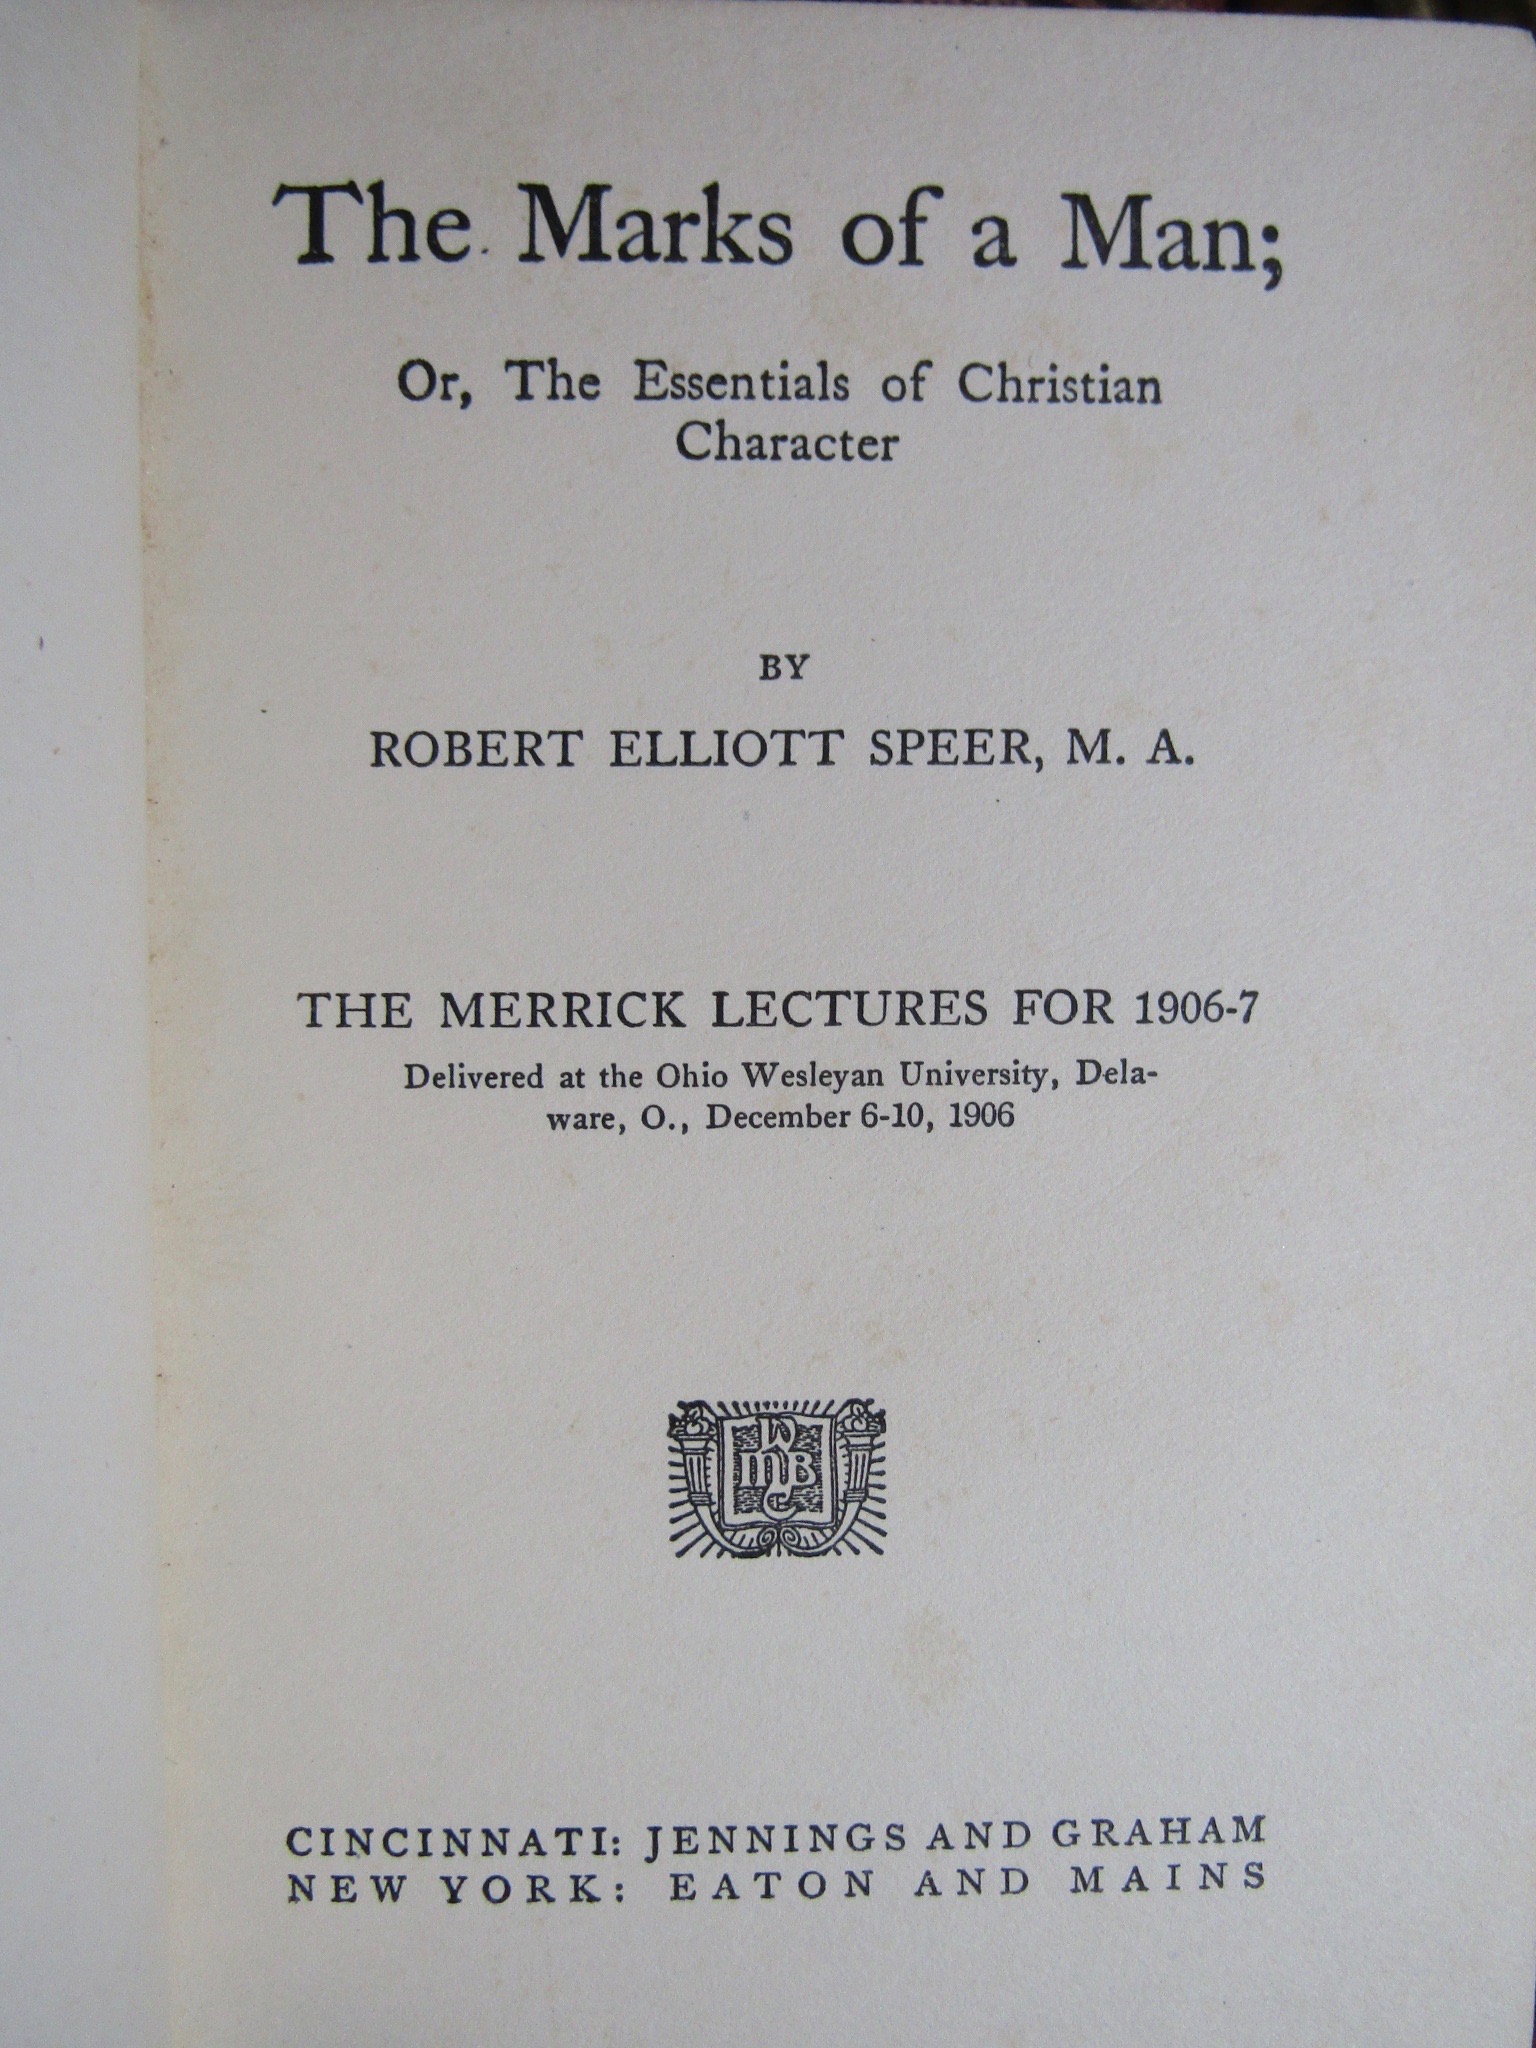 The Marks of a Man;
Or, The Essentials of Christian
Character
BY
ROBERT ELLIOTT SPEER, M. A.
THE MERRICK LECTURES FOR 1906-7
Delivered at the Ohio Wesleyan University, Dela-
ware, O., December 6-10, 1906
CINCINNATI: JENNINGS AND GRAHAM
NEW YORK: EATON AND MAINS